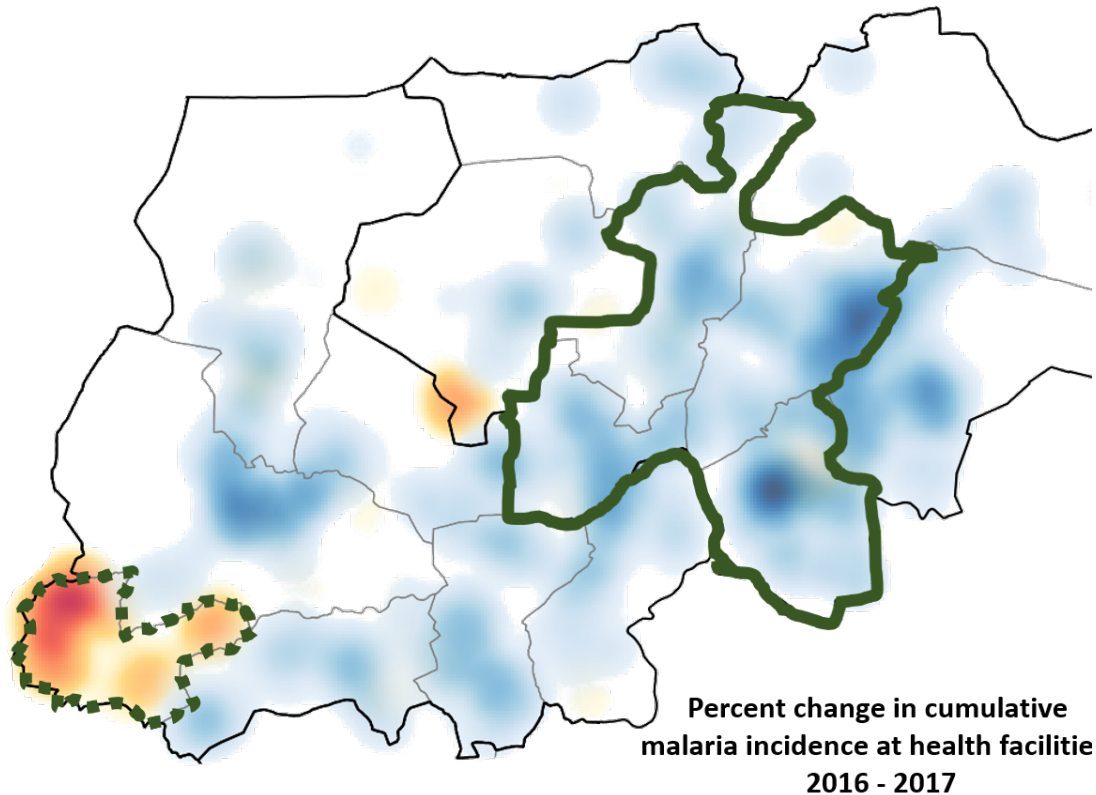 Percent change in cumulative
malaria incidence at health facilitie
2016 - 2017